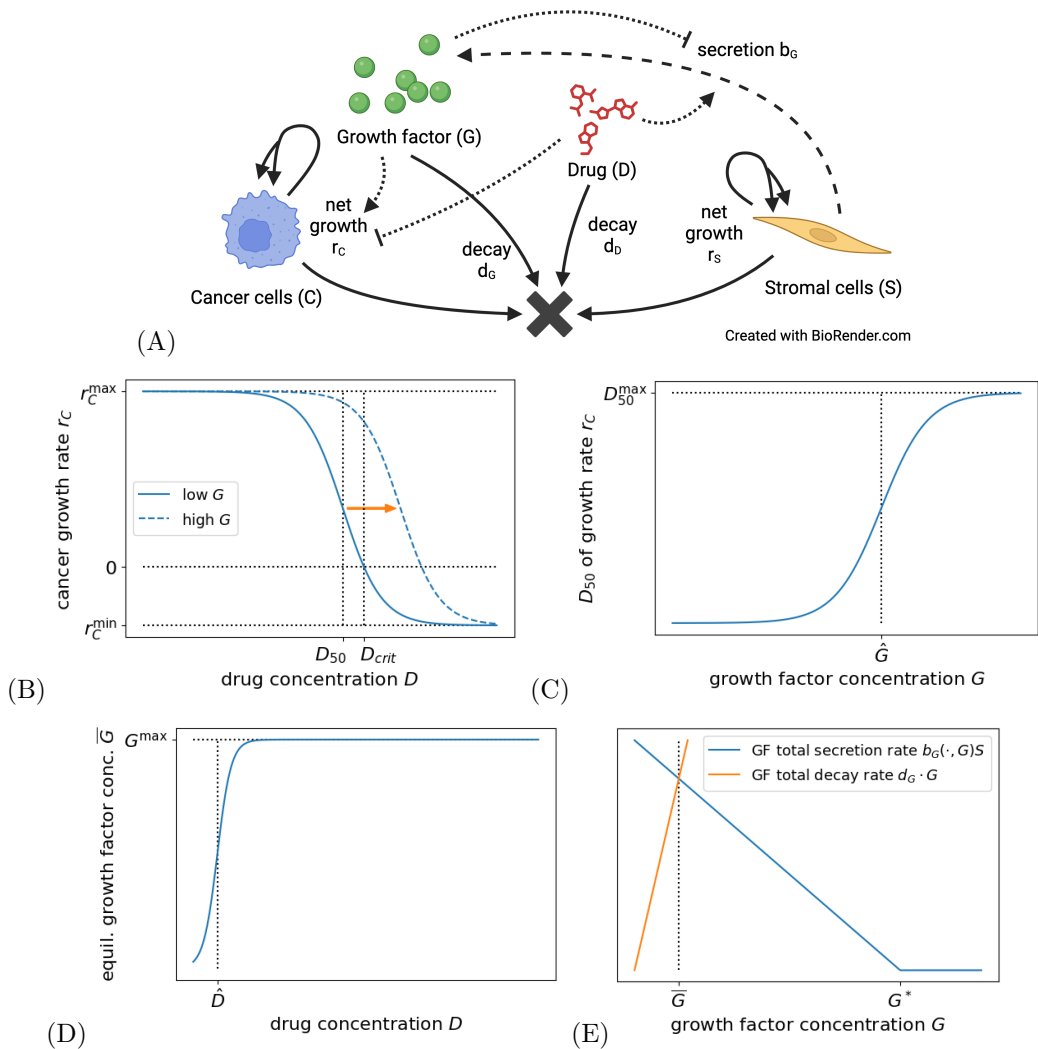 secretion b_G
Growth factor (G)
Drug (D)
net
growth
r_C
decay
d_G
decay
d_D
net
growth
r_S
Cancer cells (C)
Stromal cells (S)
Created with BioRender.com
(A)
r_C^max
0
r_C^min
cancer growth rate r_C
low G
high G
D_50
D_crit
drug concentration D
(B)
D_50^max
D_50 of growth rate r_C
Ĝ
growth factor concentration G
(C)
G^max
equil. growth factor conc. G̅
D̂
drug concentration D
(D)
GF total secretion rate b_G(·, G)S
GF total decay rate d_G · G
G̅
G^*
growth factor concentration G
(E)